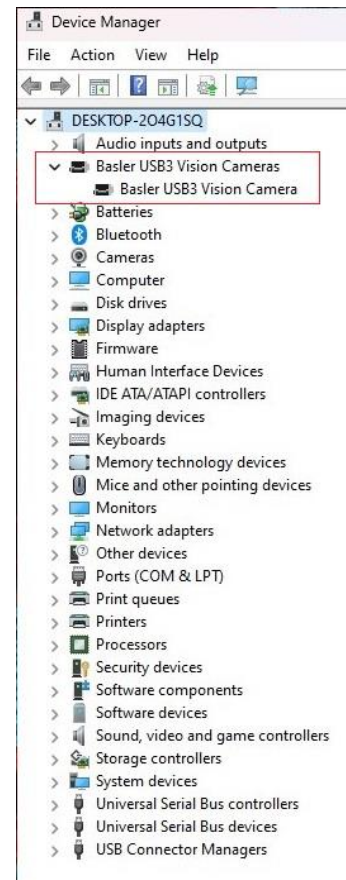 Device Manager
File Action View Help
DESKTOP-2O4G1SQ
Audio inputs and outputs
Basler USB3 Vision Cameras
Basler USB3 Vision Camera
Batteries
Bluetooth
Cameras
Computer
Disk drives
Display adapters
Firmware
Human Interface Devices
IDE ATA/ATAPI controllers
Imaging devices
Keyboards
Memory technology devices
Mice and other pointing devices
Monitors
Network adapters
Other devices
Ports (COM & LPT)
Print queues
Printers
Processors
Security devices
Software components
Software devices
Sound, video and game controllers
Storage controllers
System devices
Universal Serial Bus controllers
Universal Serial Bus devices
USB Connector Managers